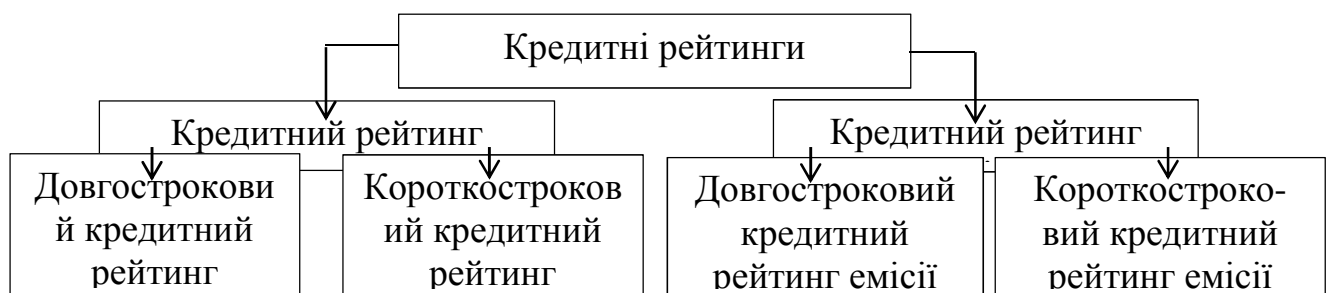 Кредитні рейтинги
Кредитний рейтинг
Кредитний рейтинг
Довгострокови
й кредитний
рейтинг
Короткостроков
ий кредитний
рейтинг
Довгостроковий
кредитний
рейтинг емісії
Короткостроко-
вий кредитний
рейтинг емісії